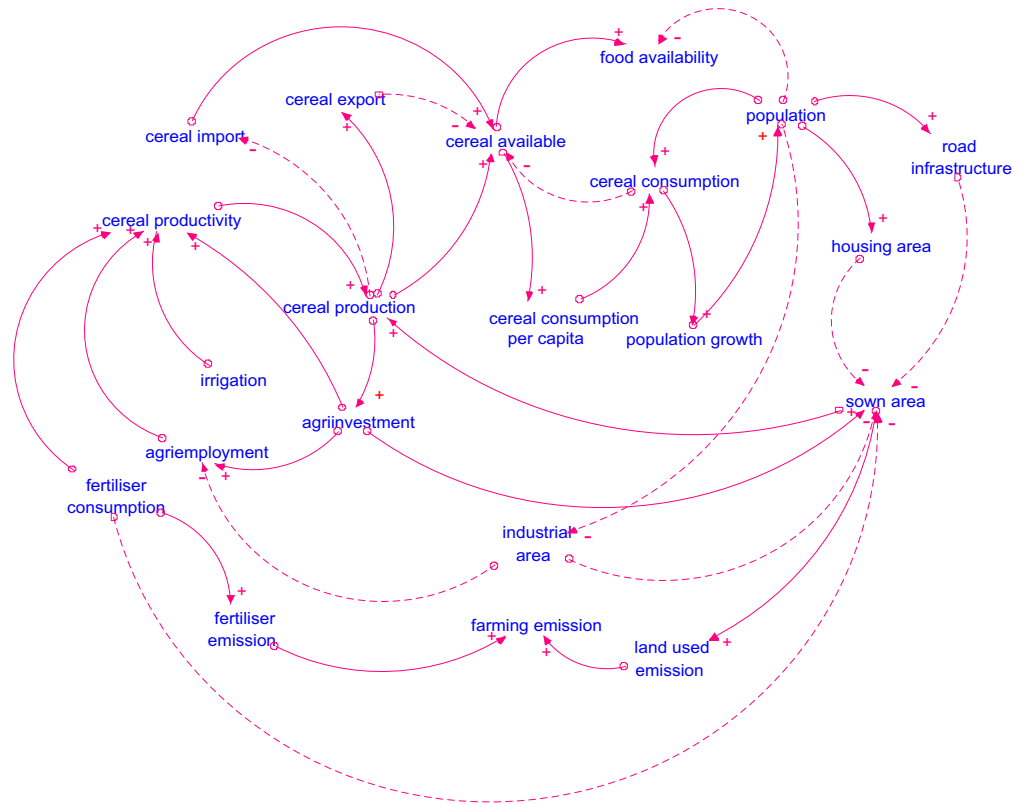 food availability
cereal export
population
cereal import
cereal available
road
infrastructure
cereal consumption
cereal productivity
housing area
cereal production
cereal consumption
per capita
population growth
irrigation
sown area
agriinvestment
agriemployment
fertiliser
consumption
industrial
area
fertiliser
emission
farming emission
land used
emission